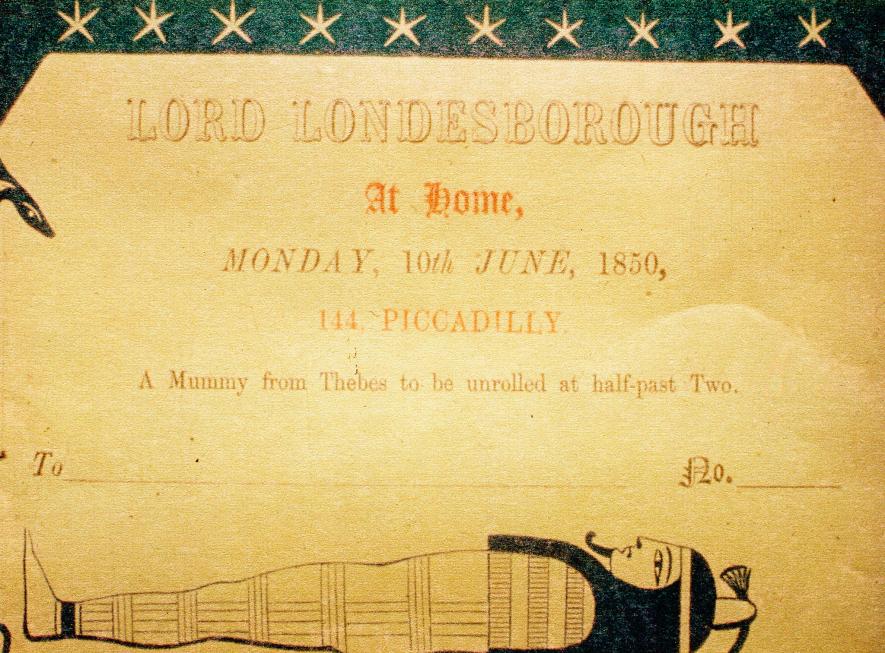 LORD LONDESBOROUGH
At Home,
MONDAY, 10th JUNE, 1850,
144, PICCADILLY.
A Mummy from Thebes to be unrolled at half-past Two.
To No.